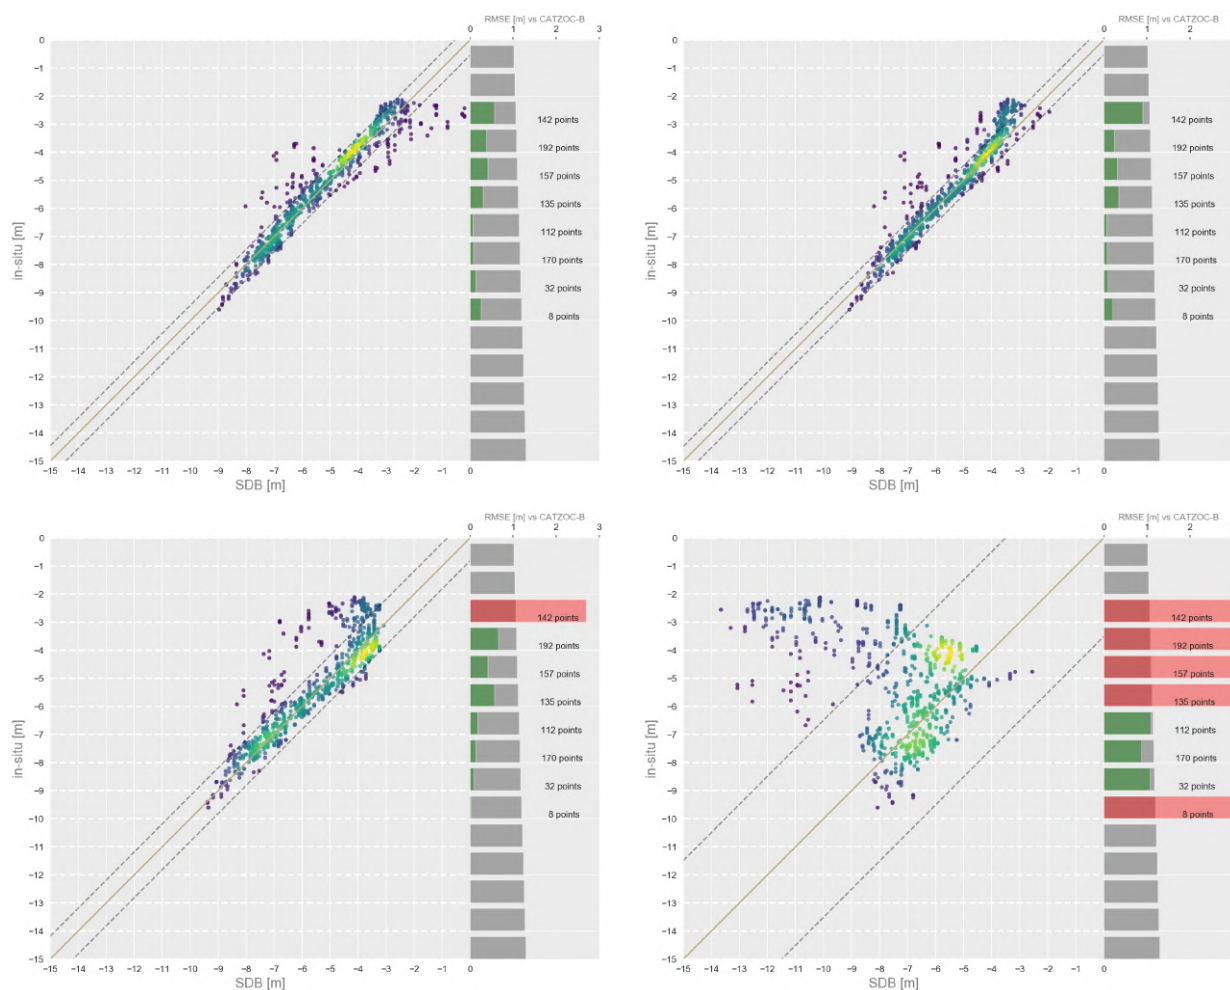 RMSE [m] vs CATZOC-B
0 1 2 3
0
−1
−2
−3
−4
−5
−6
−7
−8
−9
−10
−11
−12
−13
−14
−15
in-situ [m]
142 points
192 points
157 points
135 points
112 points
170 points
32 points
8 points
−15 −14 −13 −12 −11 −10 −9 −8 −7 −6 −5 −4 −3 −2 −1 0
SDB [m]
RMSE [m] vs CATZOC-B
0 1 2
0
−1
−2
−3
−4
−5
−6
−7
−8
−9
−10
−11
−12
−13
−14
−15
in-situ [m]
142 points
192 points
157 points
135 points
112 points
170 points
32 points
8 points
−15 −14 −13 −12 −11 −10 −9 −8 −7 −6 −5 −4 −3 −2 −1 0
SDB [m]
RMSE [m] vs CATZOC-B
0 1 2 3
0
−1
−2
−3
−4
−5
−6
−7
−8
−9
−10
−11
−12
−13
−14
−15
in-situ [m]
142 points
192 points
157 points
135 points
112 points
170 points
32 points
8 points
−15 −14 −13 −12 −11 −10 −9 −8 −7 −6 −5 −4 −3 −2 −1 0
SDB [m]
RMSE [m] vs CATZOC-B
0 1 2
0
−1
−2
−3
−4
−5
−6
−7
−8
−9
−10
−11
−12
−13
−14
−15
in-situ [m]
142 points
192 points
157 points
135 points
112 points
170 points
32 points
8 points
−15 −14 −13 −12 −11 −10 −9 −8 −7 −6 −5 −4 −3 −2 −1 0
SDB [m]